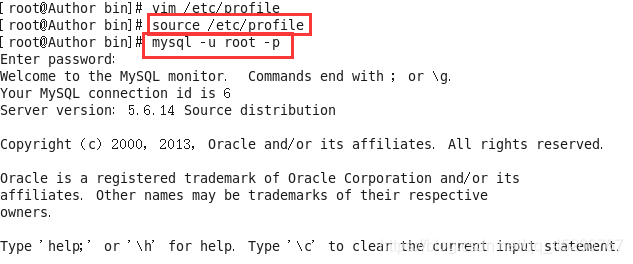 [ root@Author bin]# vim /etc/profile
[ root@Author bin]# source /etc/profile
[ root@Author bin]# mysql -u root -p
Enter password:
Welcome to the MySQL monitor.  Commands end with ; or \g.
Your MySQL connection id is 6
Server version: 5.6.14 Source distribution
Copyright (c) 2000, 2013, Oracle and/or its affiliates. All rights reserved.
Oracle is a registered trademark of Oracle Corporation and/or its
affiliates. Other names may be trademarks of their respective
owners.
Type 'help;' or '\h' for help. Type '\c' to clear the current input statement.